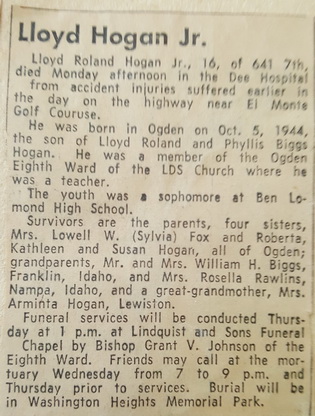 Lloyd Hogan Jr.
Lloyd Roland Hogan Jr., 16, of 641 7th,
died Monday afternoon in the Dee Hospital
from accident injuries suffered earlier in
the day on the highway near El Monte
Golf Couruse.
He was born in Ogden on Oct. 5, 1944,
the son of Lloyd Roland and Phyllis Biggs
Hogan. He was a member of the Ogden
Eighth Ward of the LDS Church where he
was a teacher.
The youth was a sophomore at Ben Lo-
mond High School.
Survivors are the parents, four sisters,
Mrs. Lowell W. (Sylvia) Fox and Roberta,
Kathleen and Susan Hogan, all of Ogden;
grandparents, Mr. and Mrs. William H. Biggs,
Franklin, Idaho, and Mrs. Rosella Rawlins,
Nampa, Idaho, and a great-grandmother, Mrs.
Arminta Hogan, Lewiston.
Funeral services will be conducted Thurs-
day at 1 p.m. at Lindquist and Sons Funeral
Chapel by Bishop Grant V. Johnson of the
Eighth Ward. Friends may call at the mor-
tuary Wednesday from 7 to 9 p.m. and
Thursday prior to services. Burial will be
in Washington Heights Memorial Park.